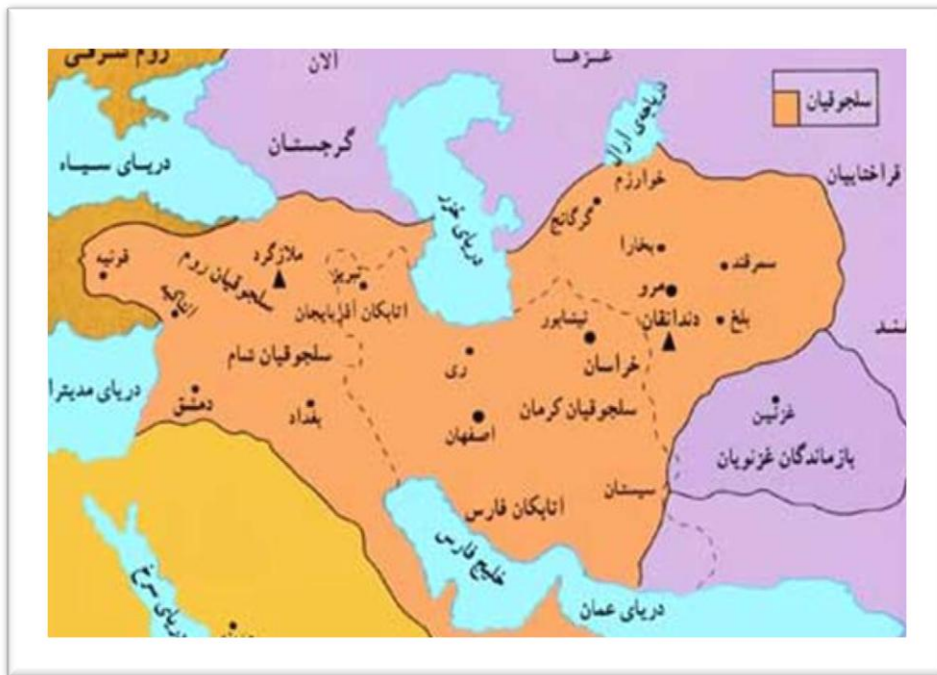 روم شرقی
آلان
غزها
سلجوقیان
دریاچه‌ی آرال
قراختاییان
گرجستان
دریای سیاه
خوارزم
گرگانج
دریای خزر
بخارا
سمرقند
قونیه
ملازگرد
سلجوقیان روم
تبریز
مرو
انتاکیه
اتابکان آذربایجان
نیشابور
دندانقان
بلخ
سلجوقیان شام
ری
خراسان
دریای مدیترا
دمشق
بغداد
سلجوقیان کرمان
اصفهان
غزنین
بازماندگان غزنویان
سیستان
اتابکان فارس
خلیج فارس
دریای عمان
دریای سرخ